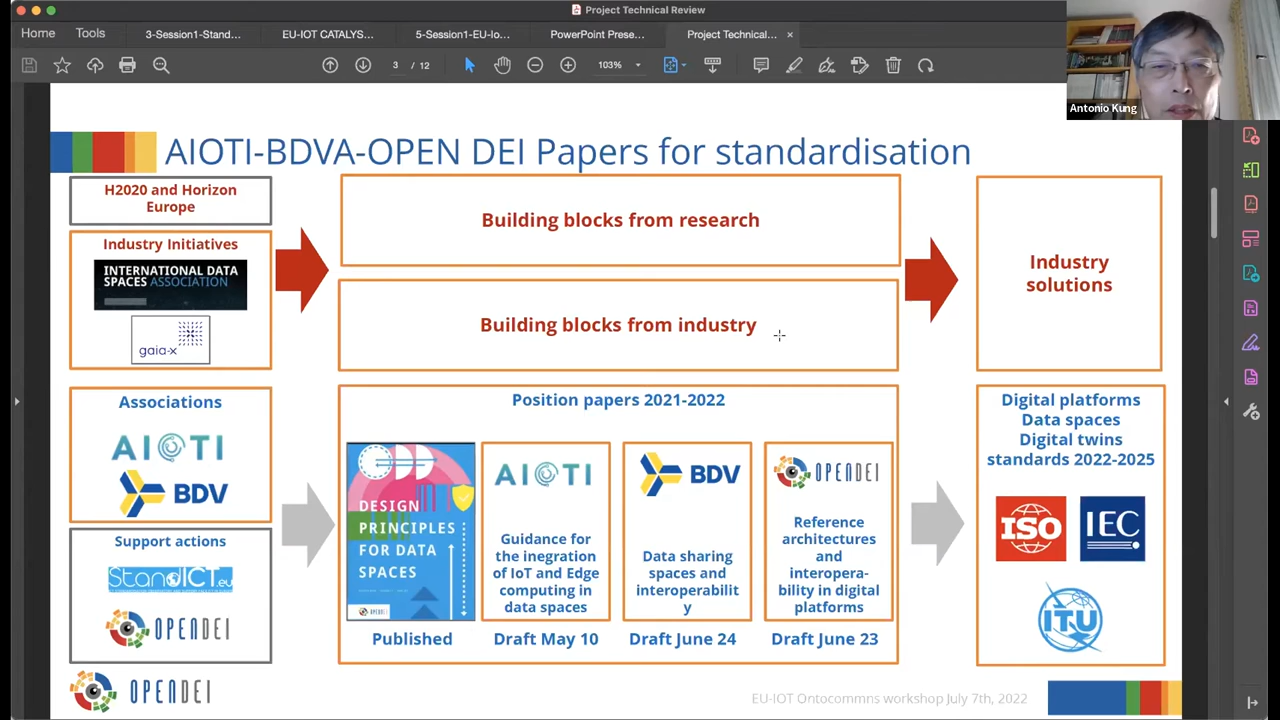 Project Technical Review
Home
Tools
3-Session1-Stand...
EU-IOT CATALYS...
5-Session1-EU-Io...
PowerPoint Prese...
Project Technical...
3 / 12
103%
Antonio Kung
AIOTI-BDVA-OPEN DEI Papers for standardisation
H2020 and Horizon
Europe
Industry Initiatives
INTERNATIONAL DATA
SPACES ASSOCIATION
gaia-x
Building blocks from research
Building blocks from industry
Industry
solutions
Associations
AIOTI
BDV
Support actions
StandICT.eu
OPENDEI
Position papers 2021-2022
DESIGN
PRINCIPLES
FOR DATA
SPACES
Published
AIOTI
Guidance for
the inegration
of IoT and Edge
computing in
data spaces
Draft May 10
BDV
Data sharing
spaces and
interoperabilit
y
Draft June 24
OPENDEI
Reference
architectures
and
interopera-
bility in digital
platforms
Draft June 23
Digital platforms
Data spaces
Digital twins
standards 2022-2025
ISO
IEC
ITU
OPENDEI
EU-IOT Ontocommns workshop July 7th, 2022